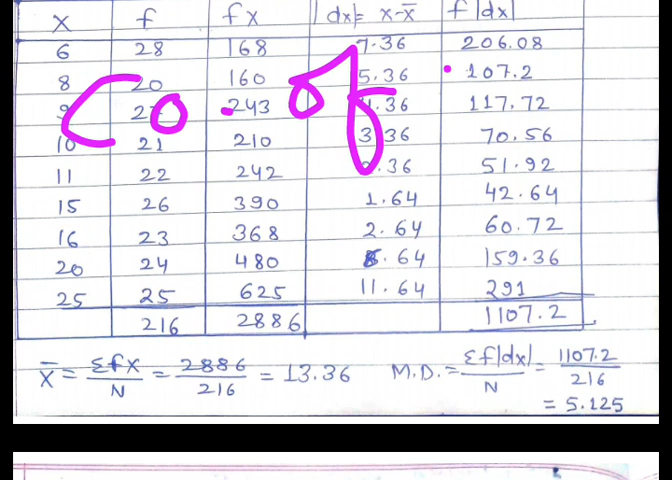 x f fx |dx|= x-x̄ f|dx|
6 28 168 7.36 206.08
8 20 160 5.36 107.2
9 27 243 4.36 117.72
10 21 210 3.36 70.56
11 22 242 .36 51.92
15 26 390 1.64 42.64
16 23 368 2.64 60.72
20 24 480 6.64 159.36
25 25 625 11.64 291
216 2886 1107.2
x̄ = Σfx/N = 2886/216 = 13.36 M.D. = Σf|dx|/N = 1107.2/216
= 5.125